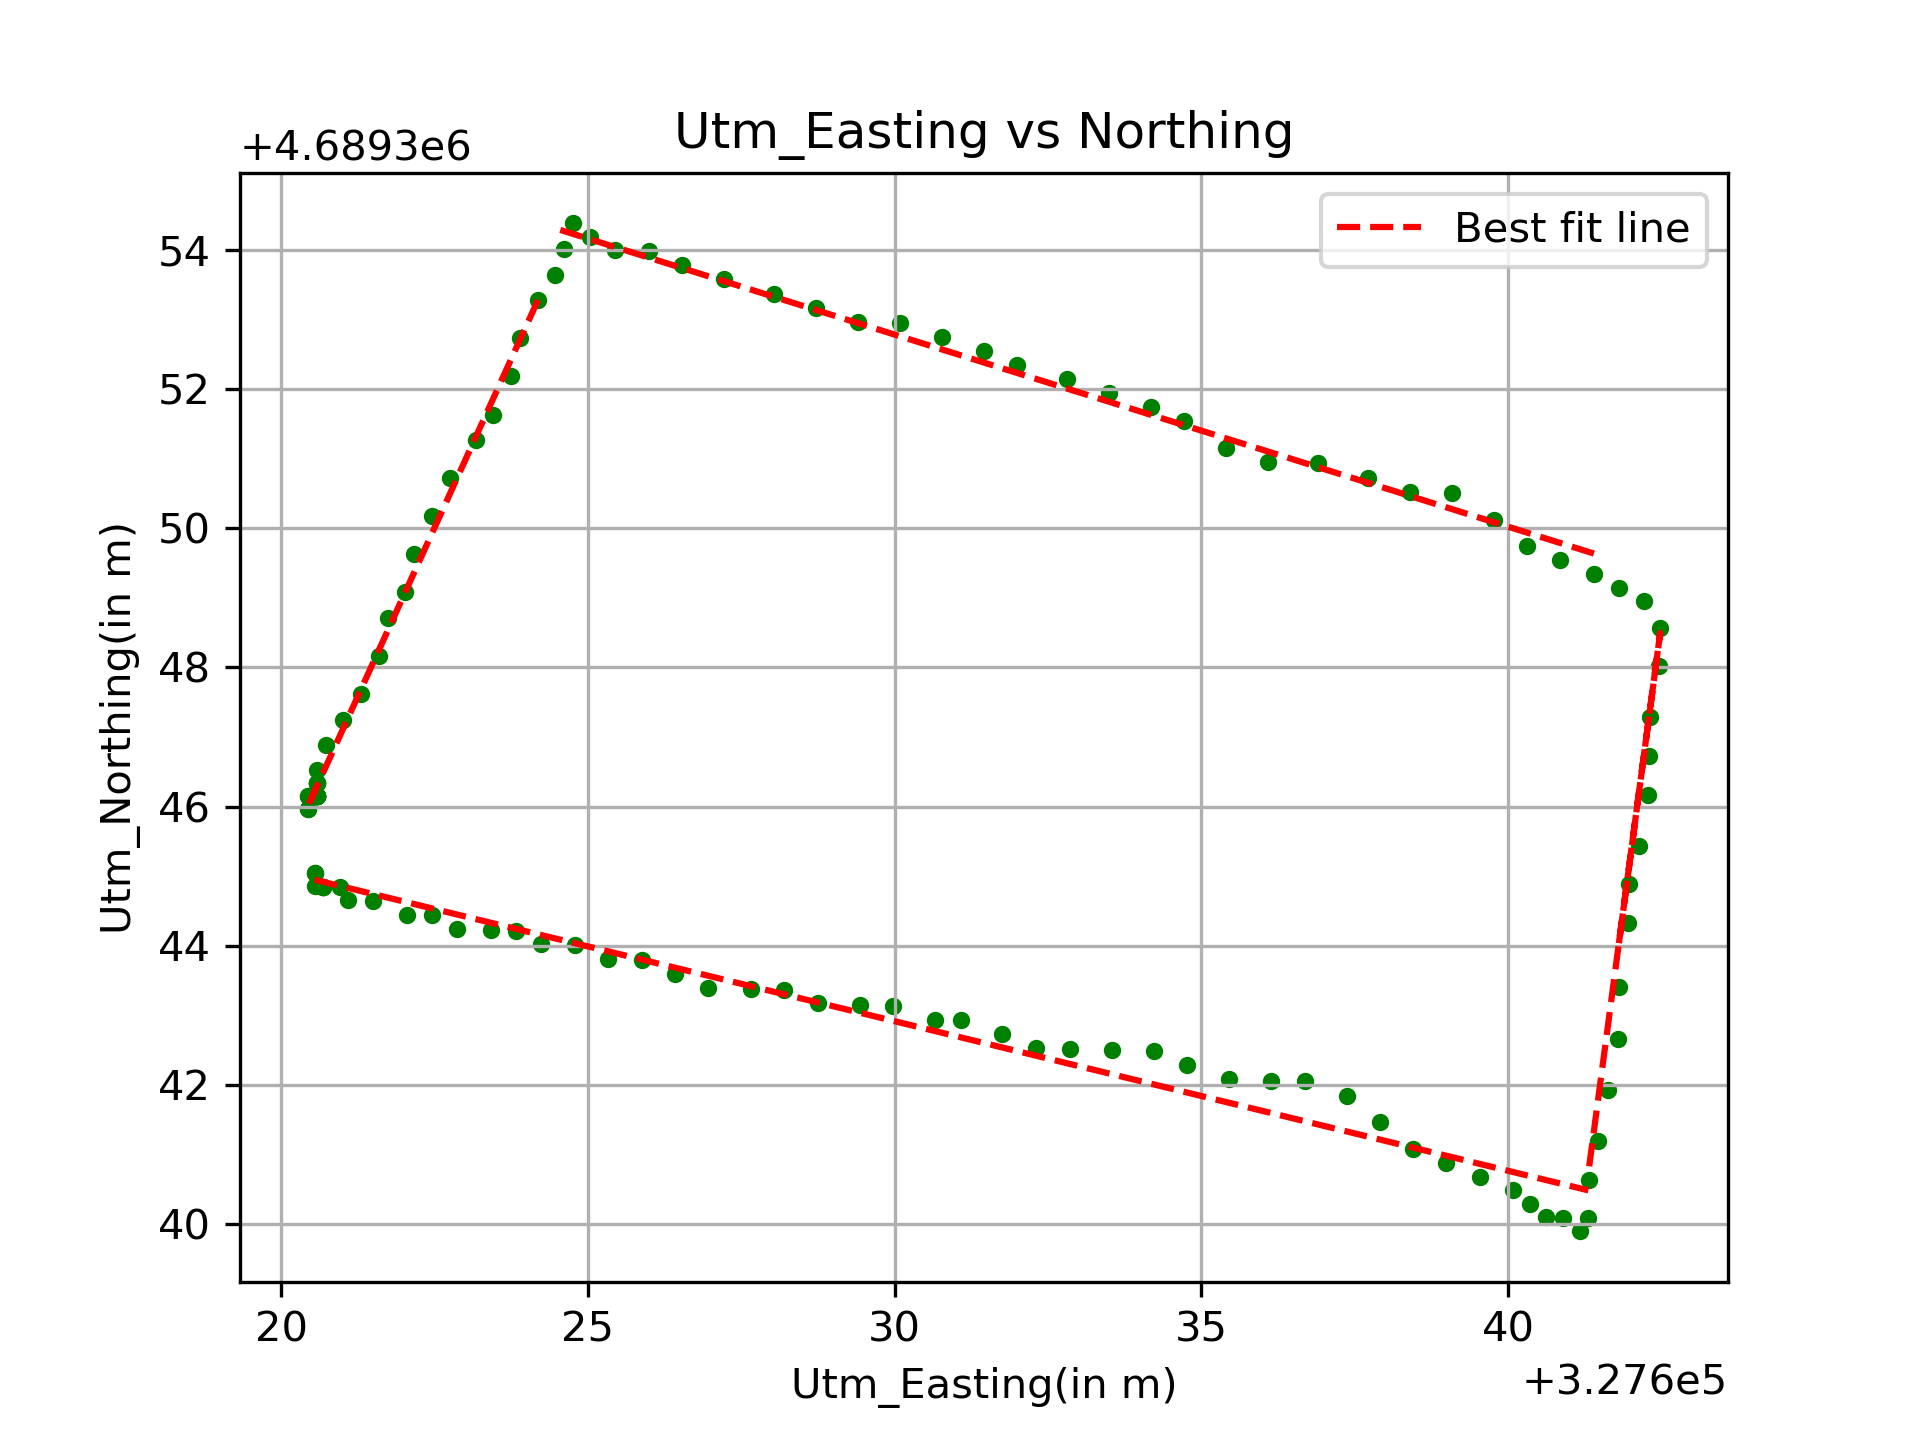 Utm_Easting vs Northing
+4.6893e6
Best fit line
54
52
50
48
46
44
42
40
Utm_Northing(in m)
20 25 30 35 40
Utm_Easting(in m)
+3.276e5